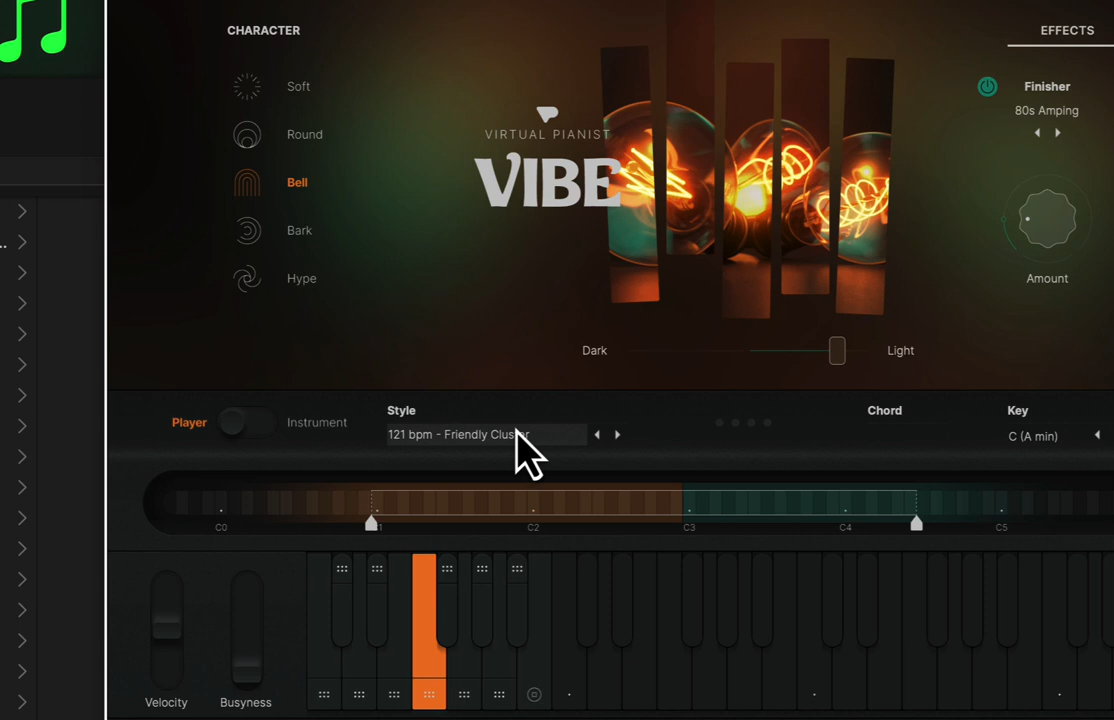 CHARACTER
EFFECTS
Soft
Round
Bell
Bark
Hype
VIRTUAL PIANIST
VIBE
Finisher
80s Amping
Amount
Dark
Light
Player
Instrument
Style
121 bpm - Friendly Cluster
Chord
Key
C (A min)
C0
1
C2
C3
C4
C5
Velocity
Busyness
..